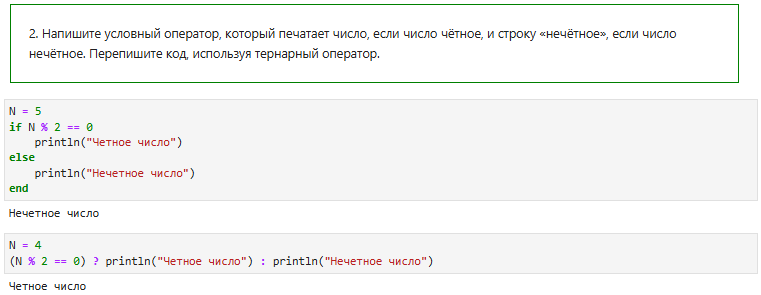 2. Напишите условный оператор, который печатает число, если число чётное, и строку «нечётное», если число
нечётное. Перепишите код, используя тернарный оператор.
N = 5
if N % 2 == 0
    println("Четное число")
else
    println("Нечетное число")
end
Нечетное число
N = 4
(N % 2 == 0) ? println("Четное число") : println("Нечетное число")
Четное число